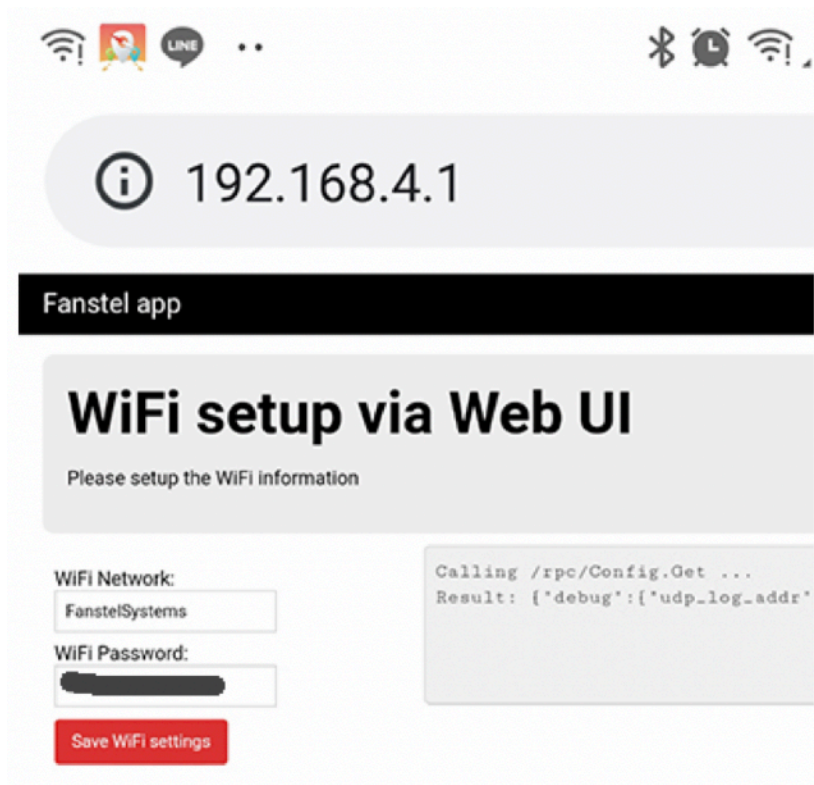 LINE
192.168.4.1
Fanstel app
WiFi setup via Web UI
Please setup the WiFi information
WiFi Network:
FanstelSystems
WiFi Password:
Save WiFi settings
Calling /rpc/Config.Get ...
Result: {"debug":{"udp_log_addr"